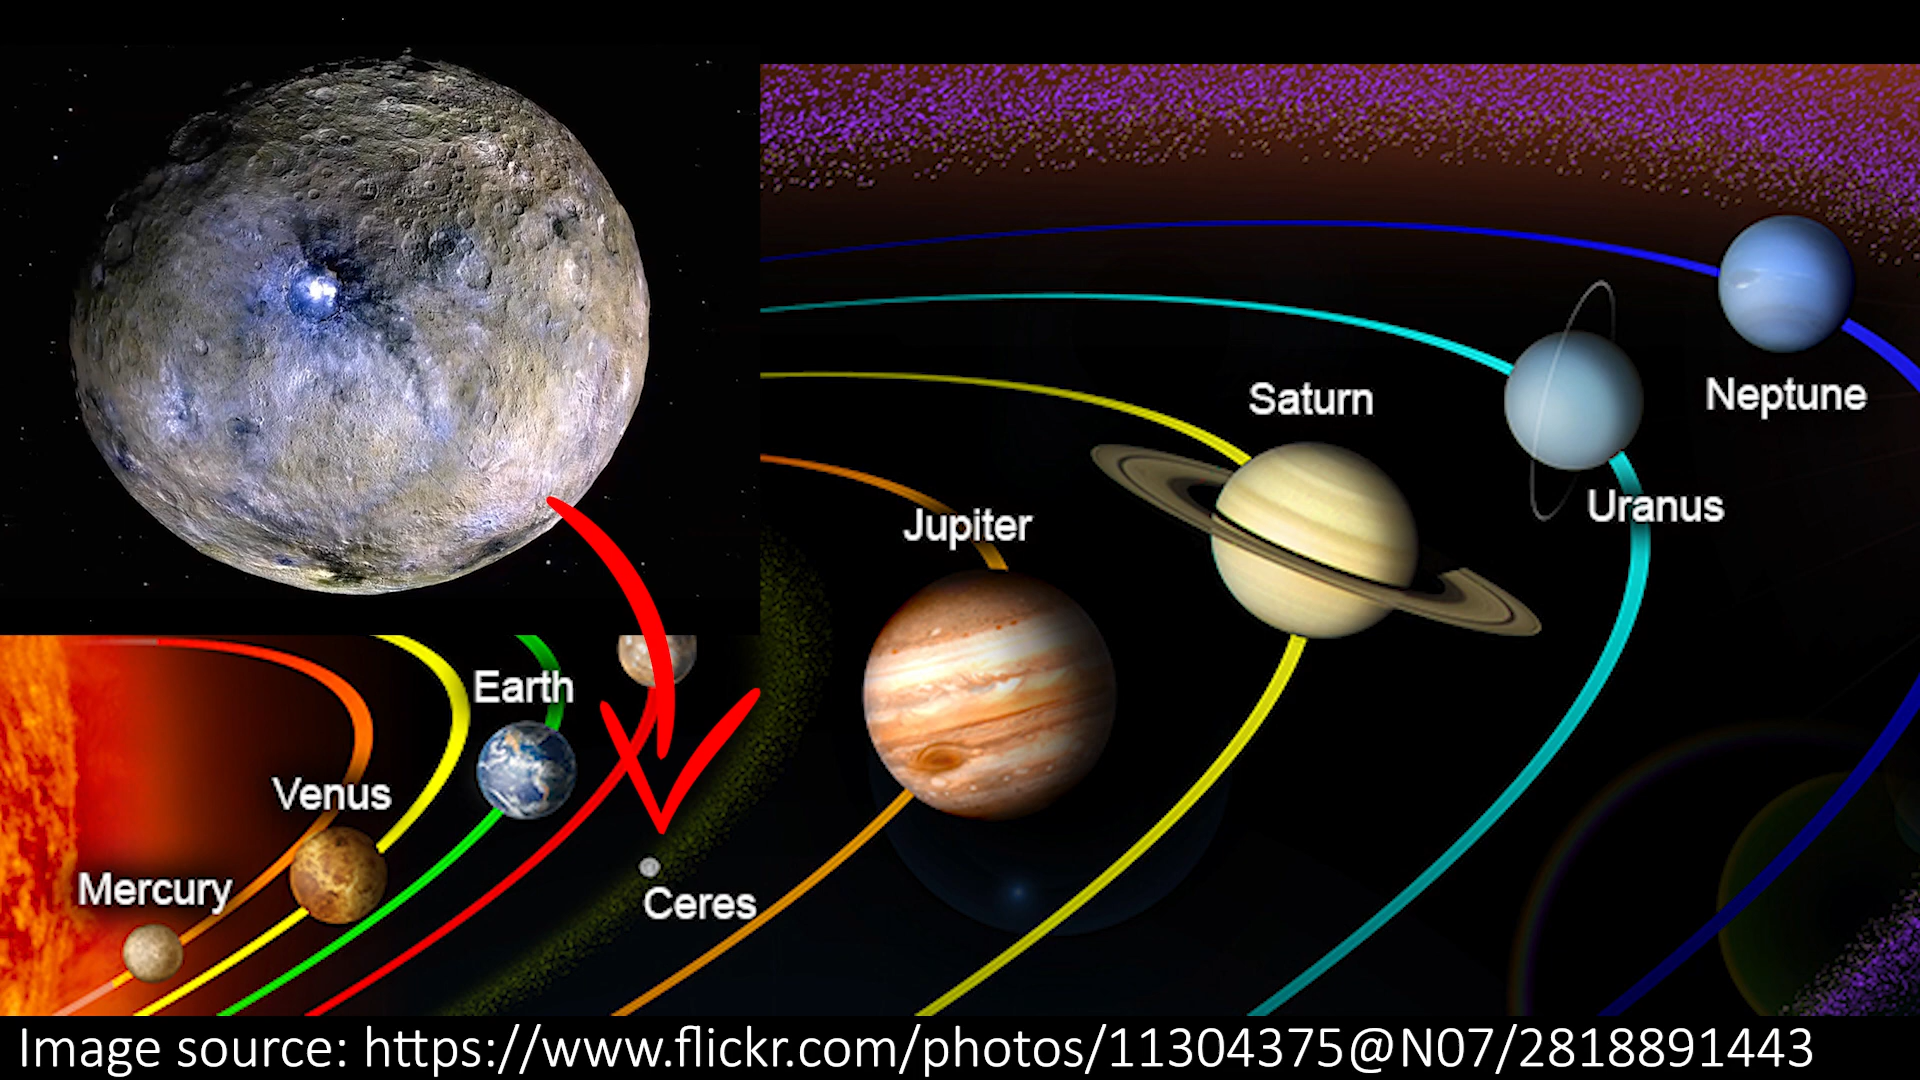 Saturn
Neptune
Uranus
Jupiter
Earth
Venus
Mercury
Ceres
Image source: https://www.flickr.com/photos/11304375@N07/2818891443